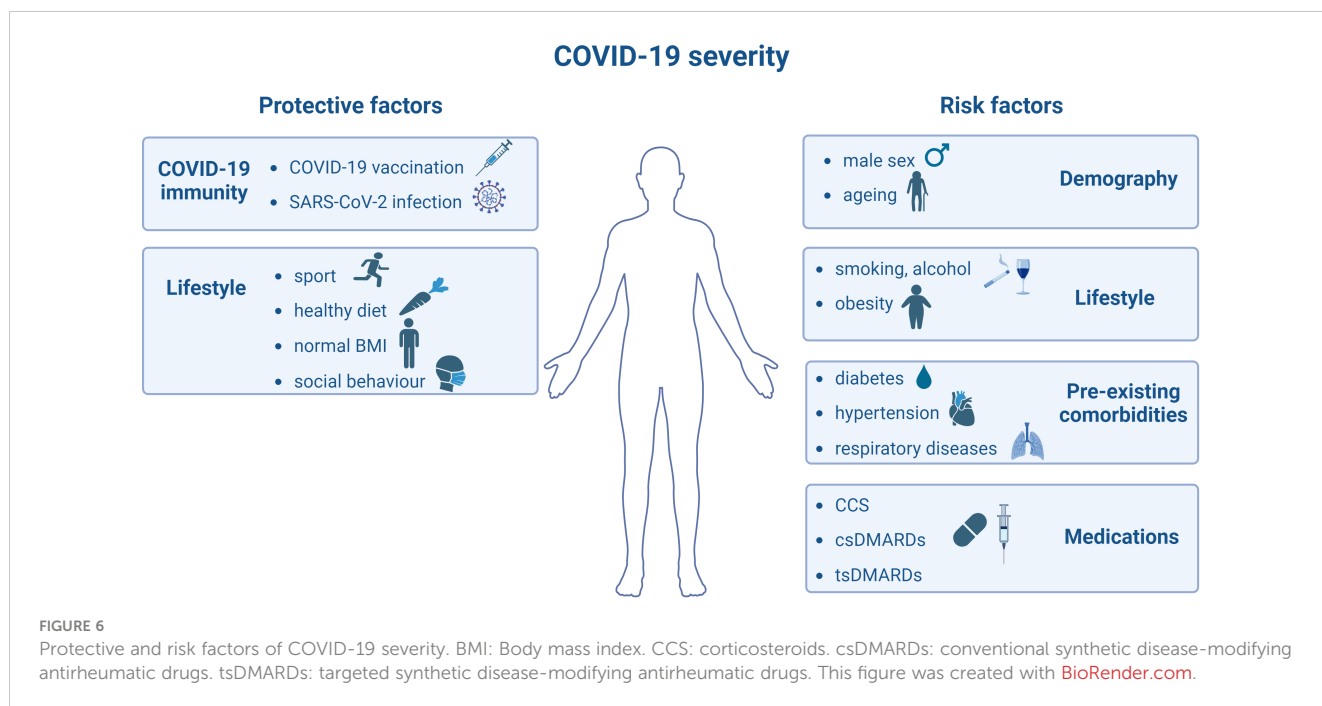 COVID-19 severity
Protective factors
COVID-19
immunity
• COVID-19 vaccination
• SARS-CoV-2 infection
Lifestyle
• sport
• healthy diet
• normal BMI
• social behaviour
Risk factors
• male sex
• ageing
Demography
• smoking, alcohol
• obesity
Lifestyle
• diabetes
• hypertension
• respiratory diseases
Pre-existing
comorbidities
• CCS
• csDMARDs
• tsDMARDs
Medications
FIGURE 6
Protective and risk factors of COVID-19 severity. BMI: Body mass index. CCS: corticosteroids. csDMARDs: conventional synthetic disease-modifying
antirheumatic drugs. tsDMARDs: targeted synthetic disease-modifying antirheumatic drugs. This figure was created with BioRender.com.